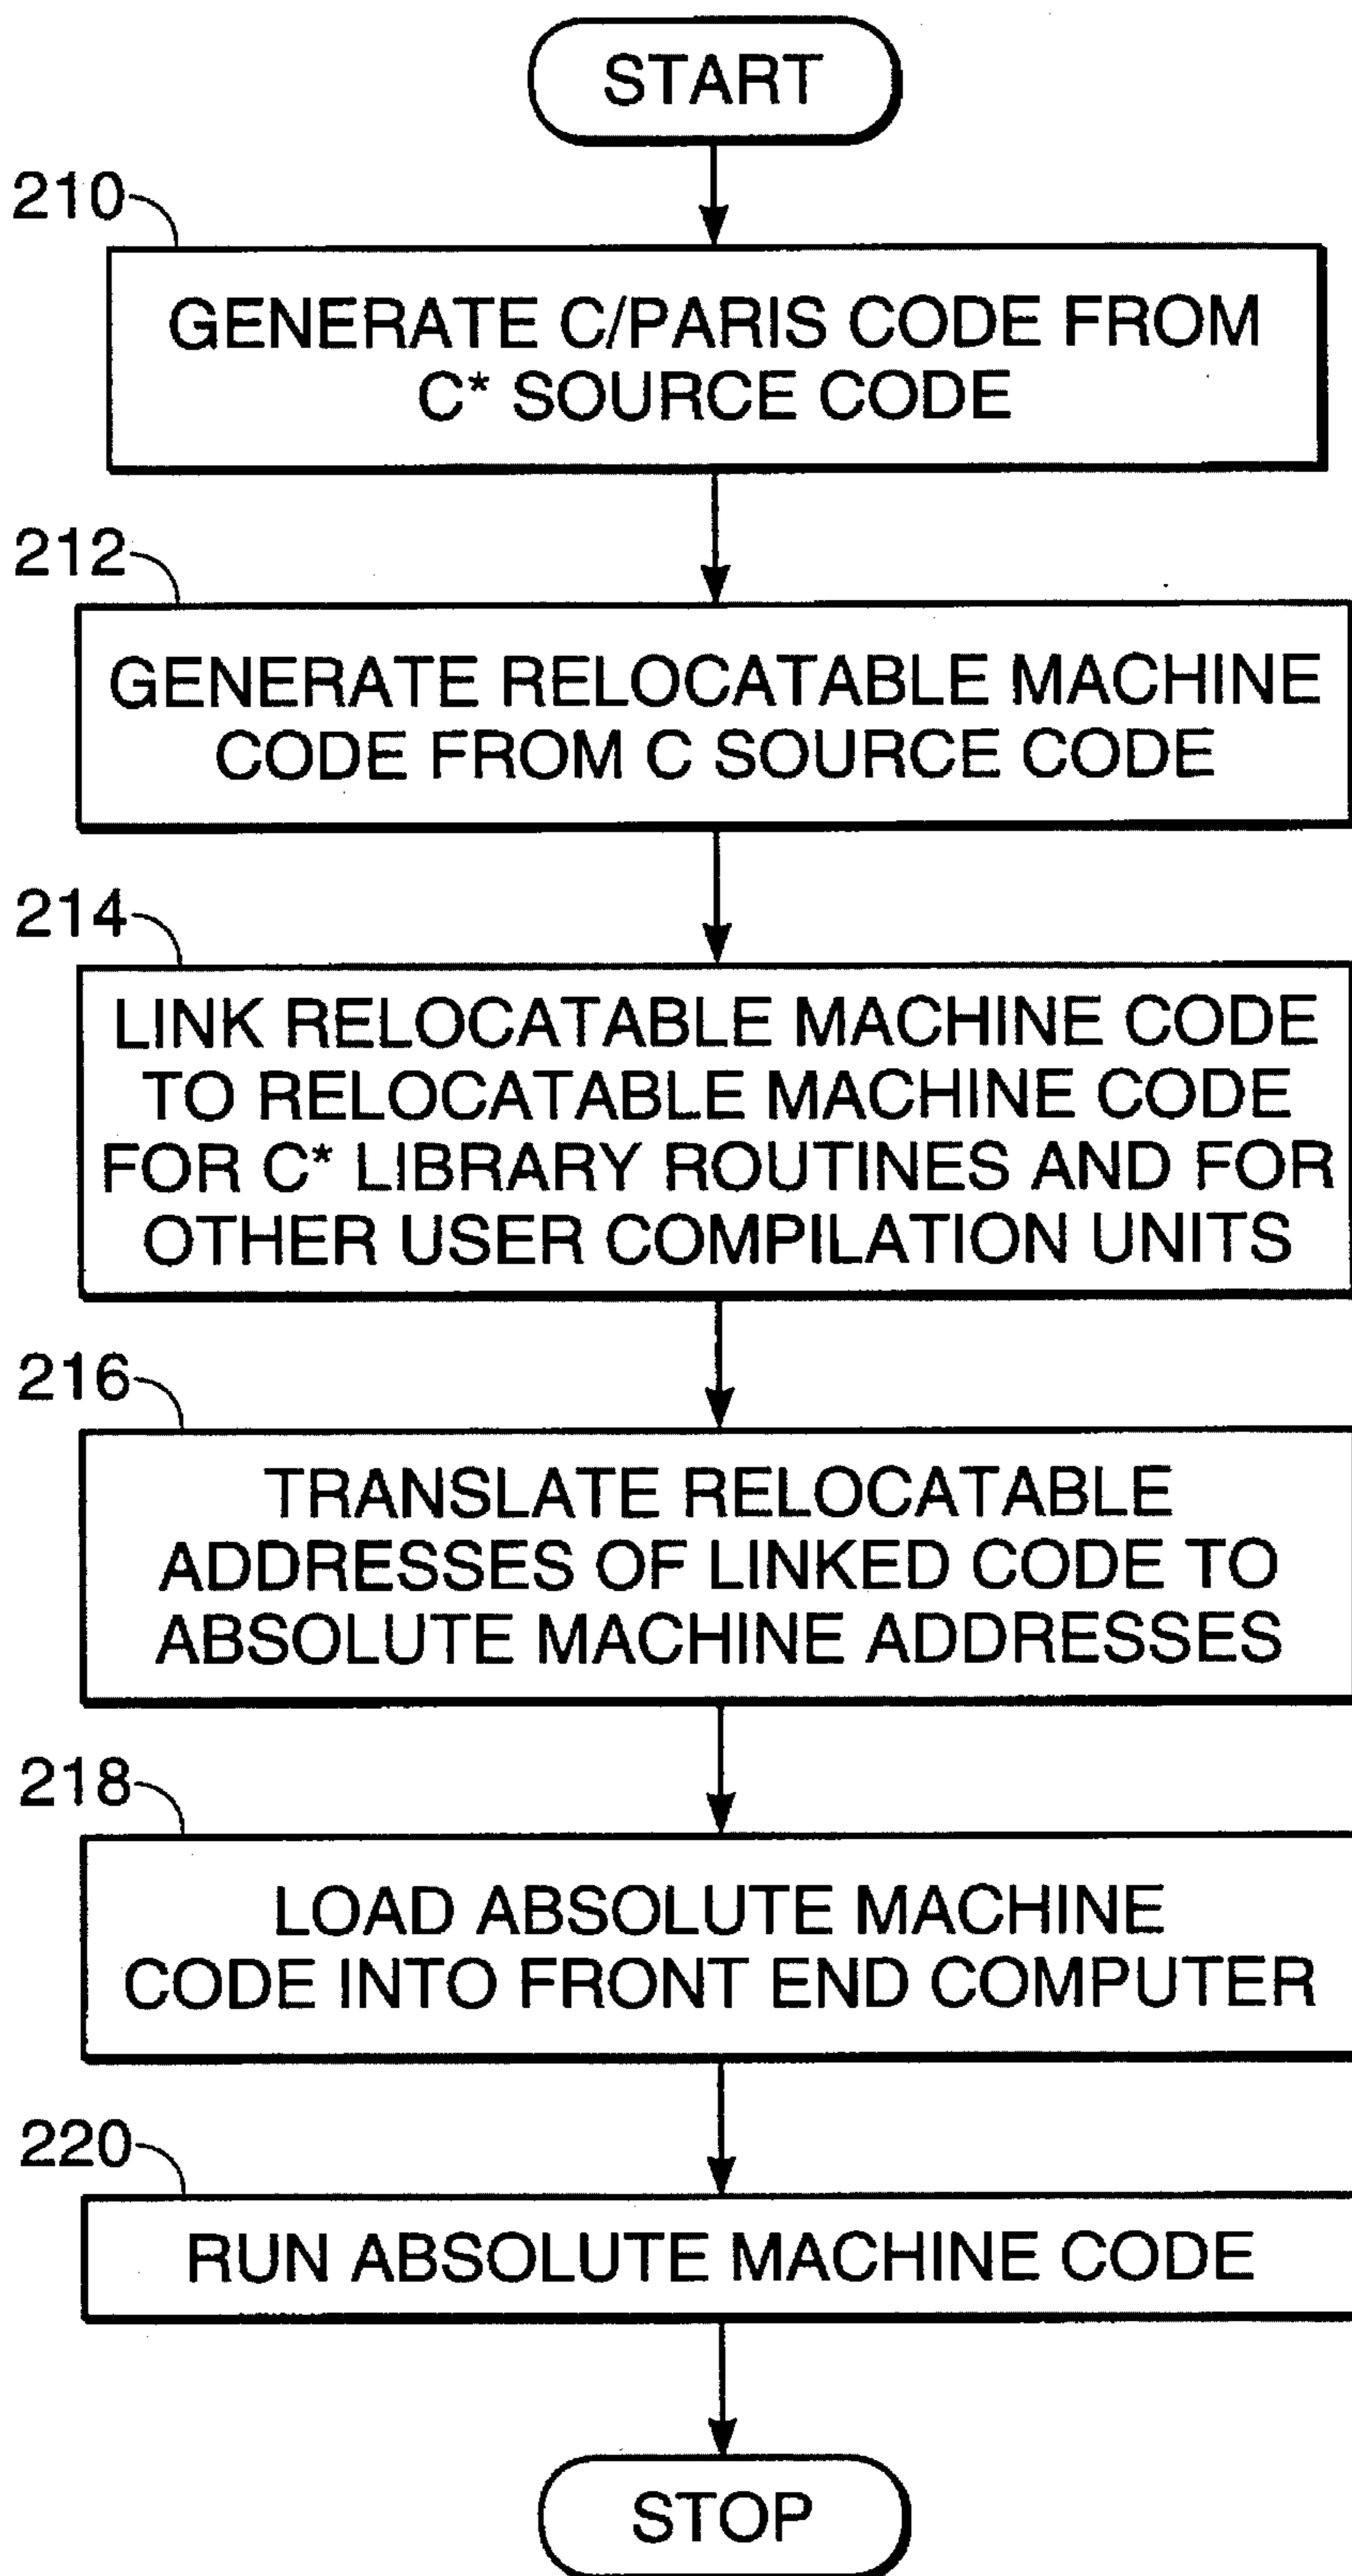 START
210
GENERATE C/PARIS CODE FROM
C* SOURCE CODE
212
GENERATE RELOCATABLE MACHINE
CODE FROM C SOURCE CODE
214
LINK RELOCATABLE MACHINE CODE
TO RELOCATABLE MACHINE CODE
FOR C* LIBRARY ROUTINES AND FOR
OTHER USER COMPILATION UNITS
216
TRANSLATE RELOCATABLE
ADDRESSES OF LINKED CODE TO
ABSOLUTE MACHINE ADDRESSES
218
LOAD ABSOLUTE MACHINE
CODE INTO FRONT END COMPUTER
220
RUN ABSOLUTE MACHINE CODE
STOP